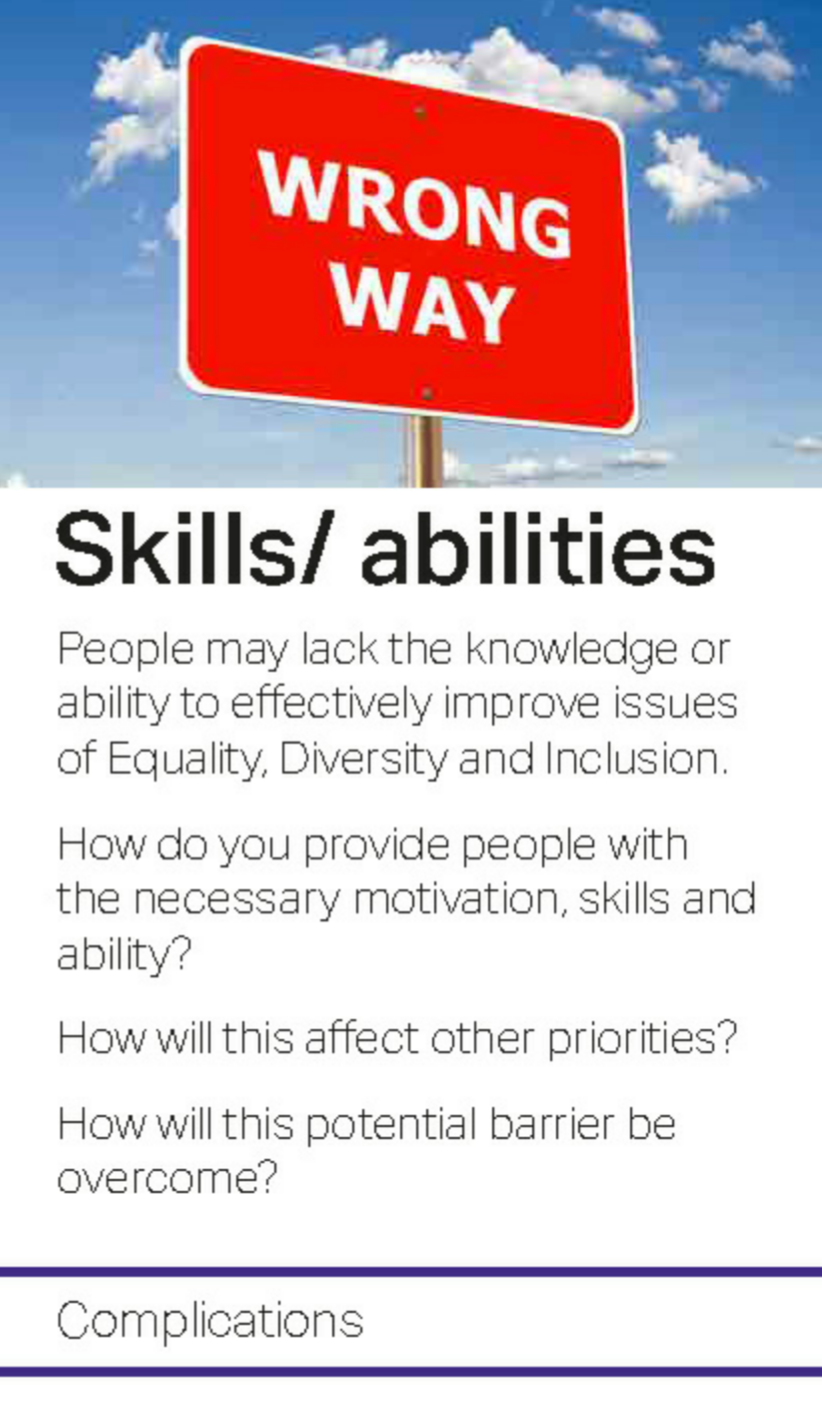 WRONG
WAY
Skills/ abilities
People may lack the knowledge or
ability to effectively improve issues
of Equality, Diversity and Inclusion.
How do you provide people with
the necessary motivation, skills and
ability?
How will this affect other priorities?
How will this potential barrier be
overcome?
Complications